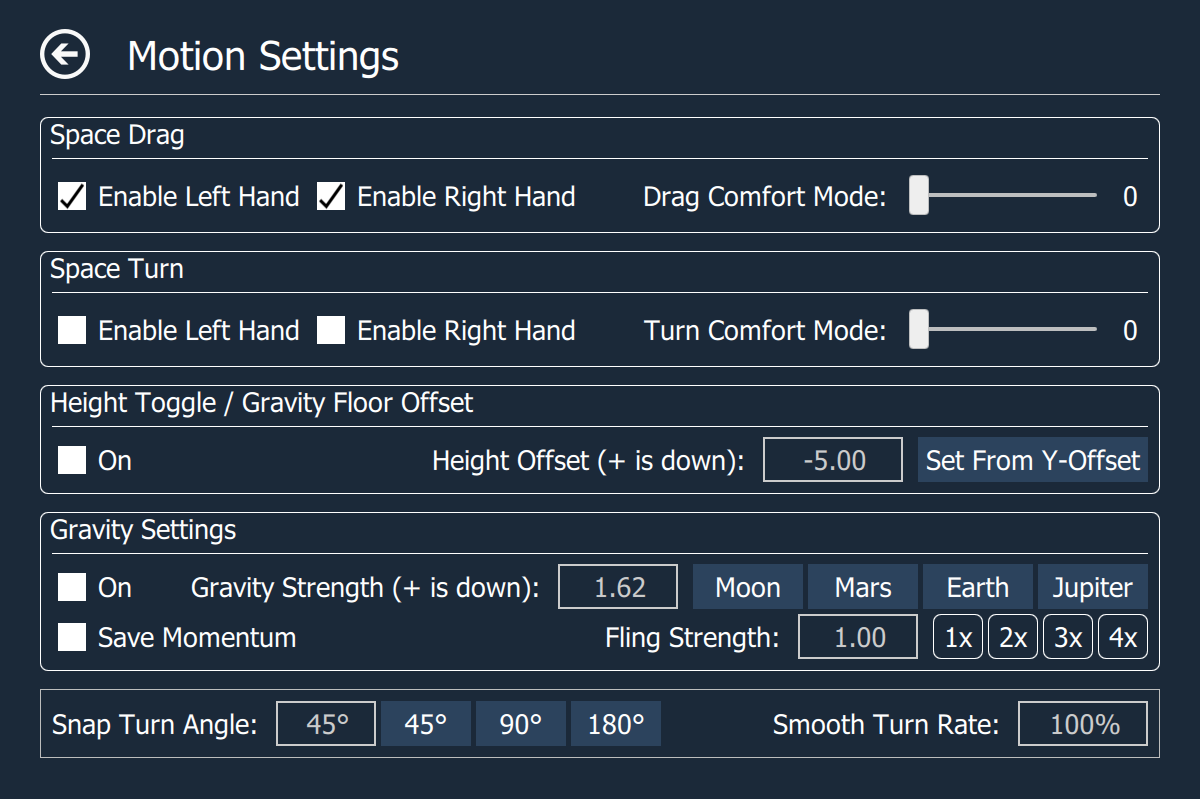 Motion Settings
Space Drag
Enable Left Hand Enable Right Hand Drag Comfort Mode: 0
Space Turn
Enable Left Hand Enable Right Hand Turn Comfort Mode: 0
Height Toggle / Gravity Floor Offset
On Height Offset (+ is down): -5.00 Set From Y-Offset
Gravity Settings
On Gravity Strength (+ is down): 1.62 Moon Mars Earth Jupiter
Save Momentum Fling Strength: 1.00 1x 2x 3x 4x
Snap Turn Angle: 45° 45° 90° 180° Smooth Turn Rate: 100%